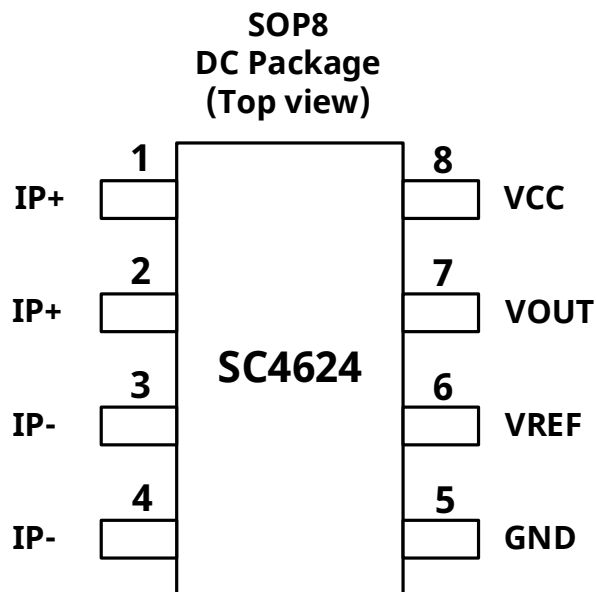 SOP8
DC Package
(Top view)
1
8
IP+
VCC
2
7
IP+
VOUT
SC4624
3
6
IP-
VREF
4
5
IP-
GND